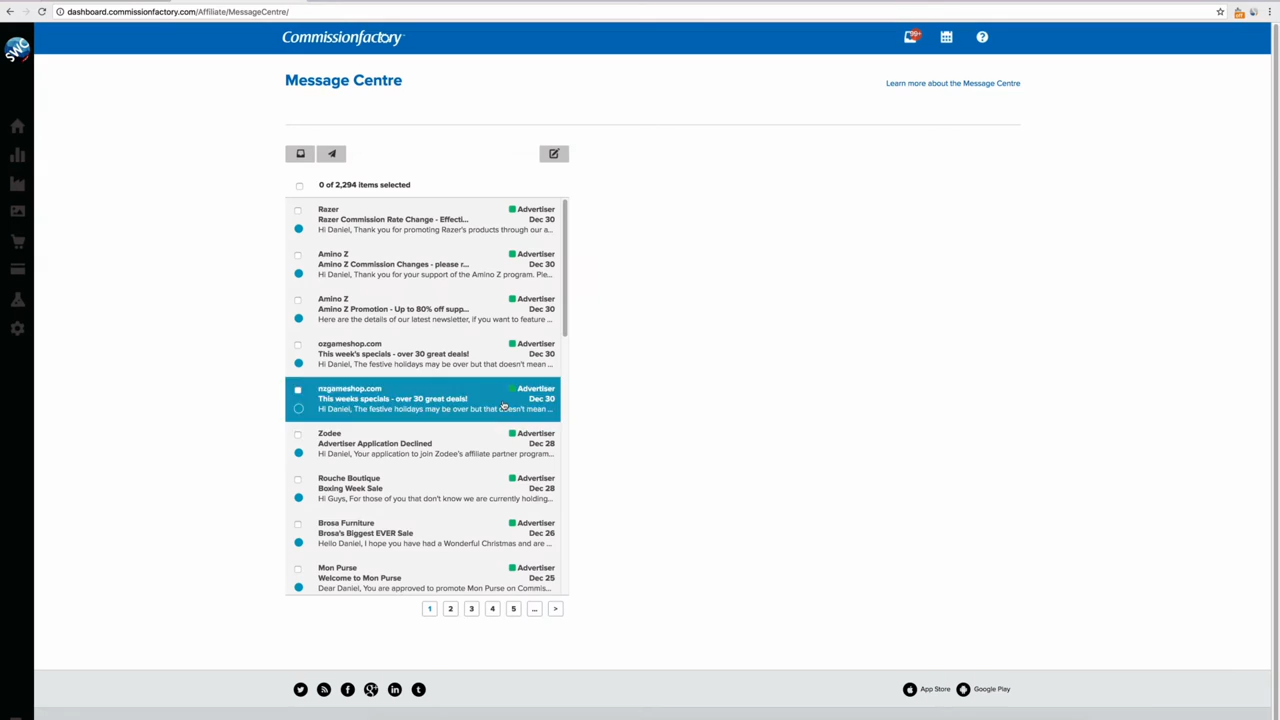 dashboard.commissionfactory.com/Affiliate/MessageCentre/
SWC
Commissionfactory
99+
Message Centre
Learn more about the Message Centre
0 of 2,294 items selected
Razer Advertiser
Razer Commission Rate Change - Effecti... Dec 30
Hi Daniel, Thank you for promoting Razer's products through our a...
Amino Z Advertiser
Amino Z Commission Changes - please r... Dec 30
Hi Daniel, Thank you for your support of the Amino Z program. Ple...
Amino Z Advertiser
Amino Z Promotion - Up to 80% off supp... Dec 30
Here are the details of our latest newsletter, if you want to feature ...
ozgameshop.com Advertiser
This week's specials - over 30 great deals! Dec 30
Hi Daniel, The festive holidays may be over but that doesn't mean ...
nzgameshop.com Advertiser
This weeks specials - over 30 great deals! Dec 30
Hi Daniel, The festive holidays may be over but that doesn't mean ...
Zodee Advertiser
Advertiser Application Declined Dec 28
Hi Daniel, Your application to join Zodee's affiliate partner program...
Rouche Boutique Advertiser
Boxing Week Sale Dec 28
Hi Guys, For those of you that don't know we are currently holding...
Brosa Furniture Advertiser
Brosa's Biggest EVER Sale Dec 26
Hello Daniel, I hope you have had a Wonderful Christmas and are ...
Mon Purse Advertiser
Welcome to Mon Purse Dec 25
Dear Daniel, You are approved to promote Mon Purse on Commis...
1 2 3 4 5 ... >
App Store Google Play